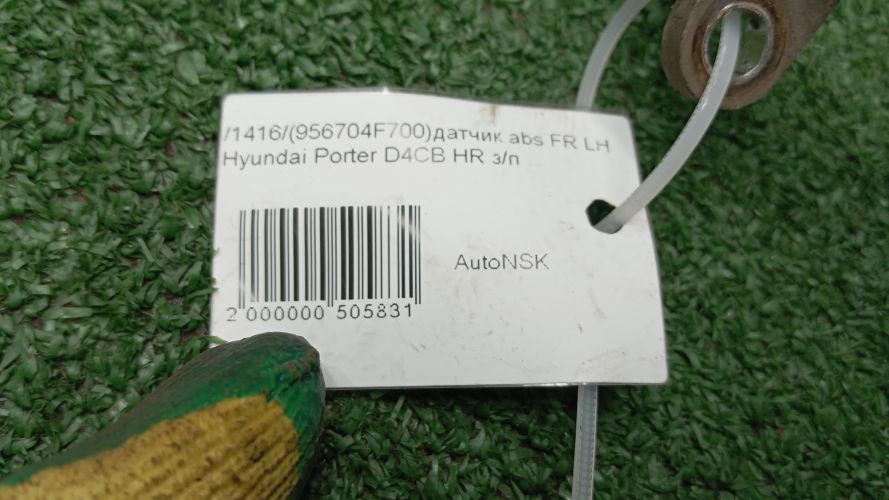 /1416/(956704F700)датчик abs FR LH
Hyundai Porter D4CB HR з/п
AutoNSK
2 000000 505831